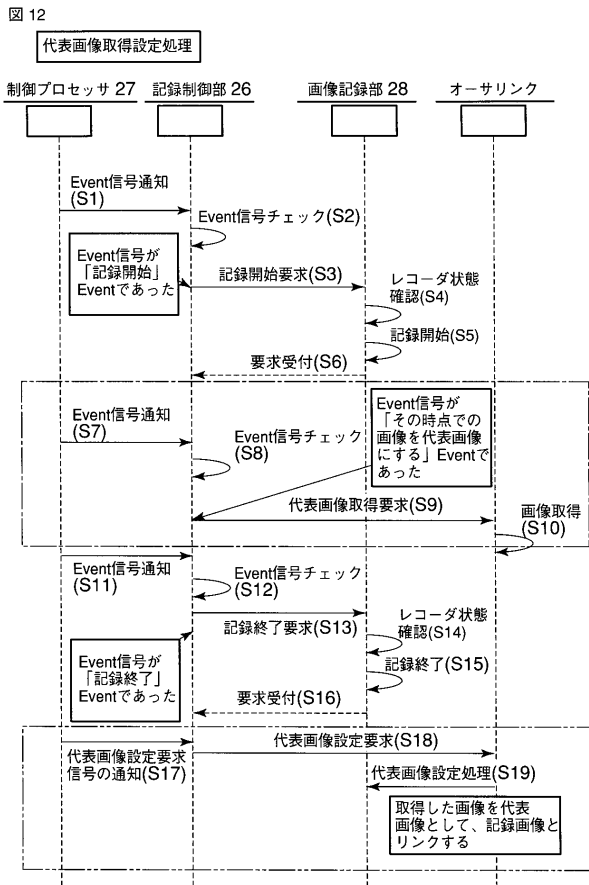 図 12
代表画像取得設定処理
制御プロセッサ 27
記録制御部 26
画像記録部 28
オーサリンク
Event信号通知
(S1)
Event信号チェック(S2)
Event信号が
「記録開始」
Eventであった
記録開始要求(S3)
レコーダ状態
確認(S4)
記録開始(S5)
要求受付(S6)
Event信号通知
(S7)
Event信号チェック
(S8)
Event信号が
「その時点での
画像を代表画像
にする」Eventで
あった
代表画像取得要求(S9)
画像取得
(S10)
Event信号通知
(S11)
Event信号チェック
(S12)
記録終了要求(S13)
レコーダ状態
確認(S14)
Event信号が
「記録終了」
Eventであった
記録終了(S15)
要求受付(S16)
代表画像設定要求
信号の通知(S17)
代表画像設定要求(S18)
代表画像設定処理(S19)
取得した画像を代表
画像として、記録画像と
リンクする